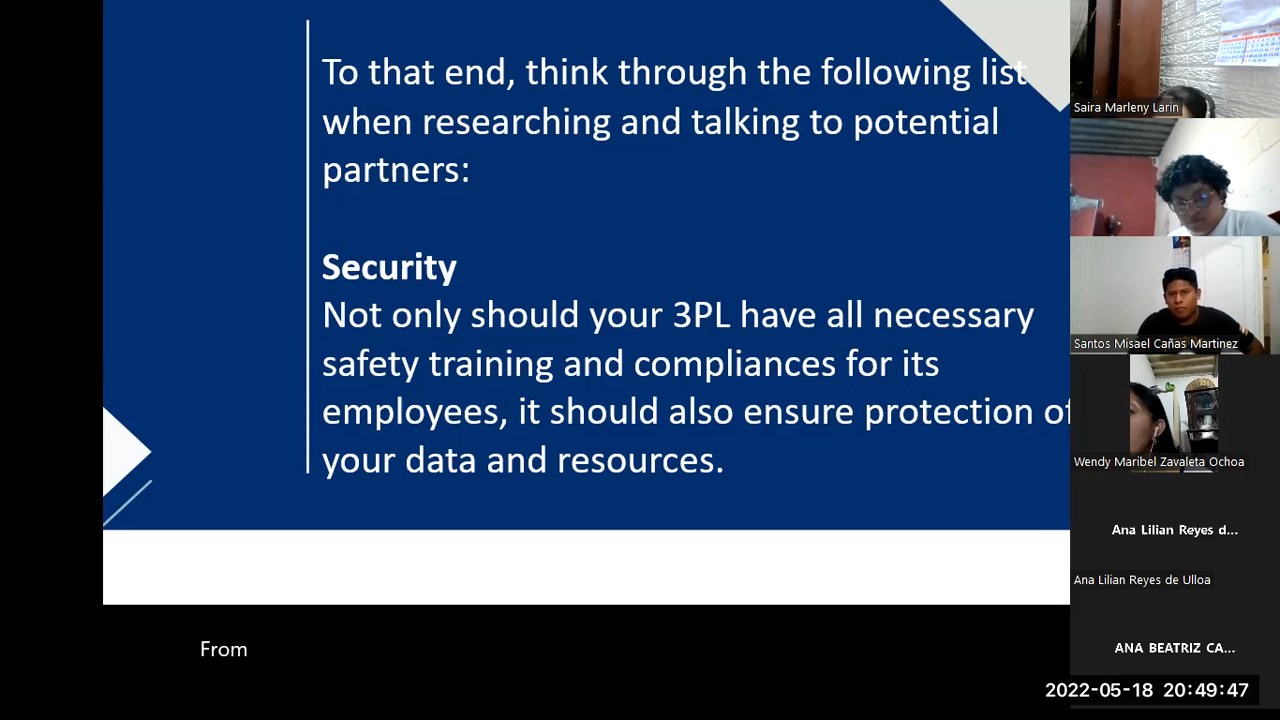 To that end, think through the following list
when researching and talking to potential
partners:
Security
Not only should your 3PL have all necessary
safety training and compliances for its
employees, it should also ensure protection of
your data and resources.
From
Saira Marleny Larin
Santos Misael Cañas Martinez
Wendy Maribel Zavaleta Ochoa
Ana Lilian Reyes d...
Ana Lilian Reyes de Ulloa
ANA BEATRIZ CA...
2022-05-18 20:49:47